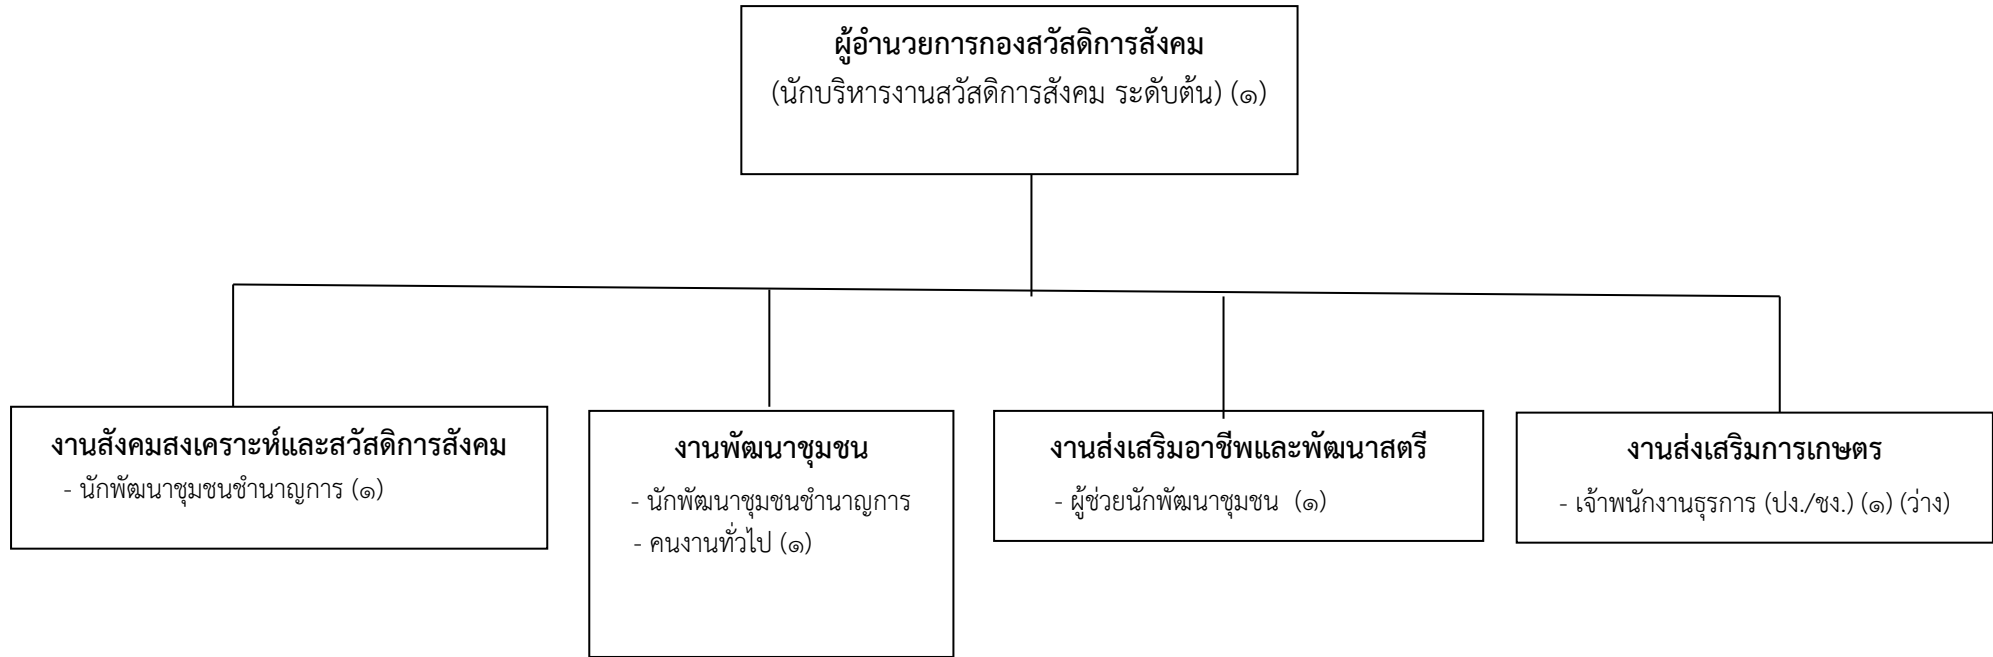 ผู้อำนวยการกองสวัสดิการสังคม
(นักบริหารงานสวัสดิการสังคม ระดับต้น) (๑)
งานสังคมสงเคราะห์และสวัสดิการสังคม
- นักพัฒนาชุมชนชำนาญการ (๑)
งานพัฒนาชุมชน
- นักพัฒนาชุมชนชำนาญการ
- คนงานทั่วไป (๑)
งานส่งเสริมอาชีพและพัฒนาสตรี
- ผู้ช่วยนักพัฒนาชุมชน (๑)
งานส่งเสริมการเกษตร
- เจ้าพนักงานธุรการ (ปง./ชง.) (๑) (ว่าง)